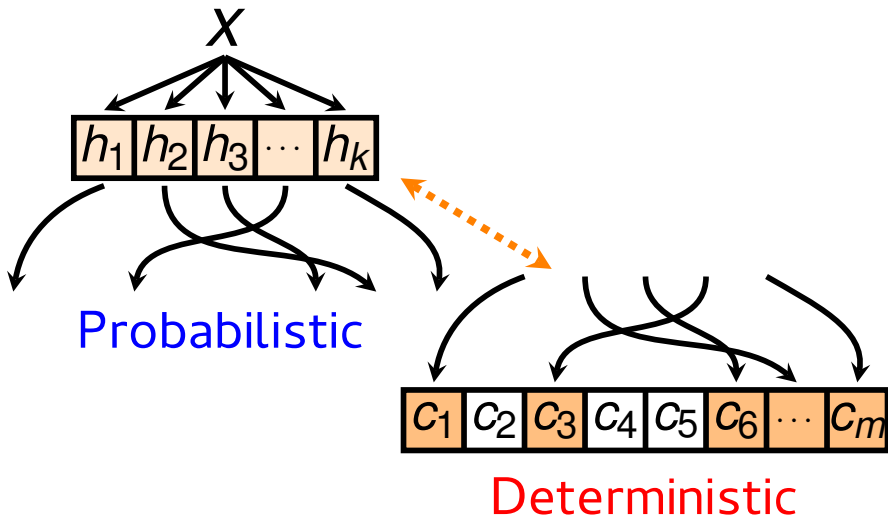 x
h1 h2 h3 ... hk
Probabilistic
c1 c2 c3 c4 c5 c6 ... cm
Deterministic